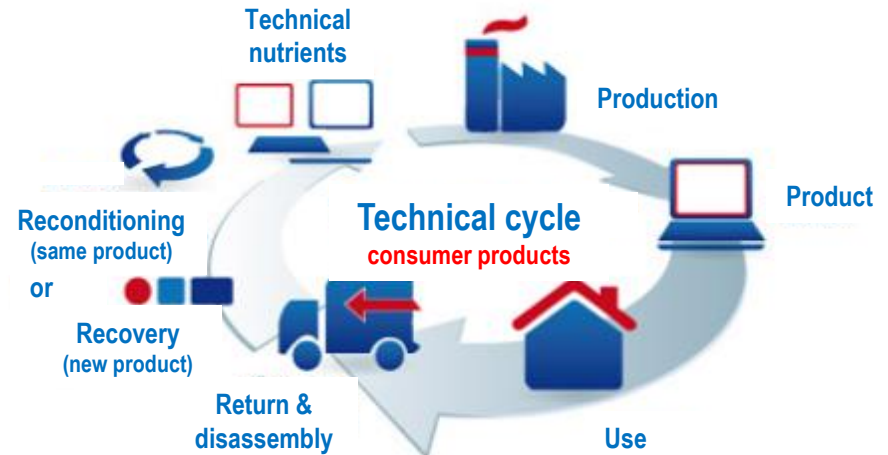 Technical
nutrients
Production
Product
Technical cycle
consumer products
Reconditioning
(same product)
or
Recovery
(new product)
Return &
disassembly
Use